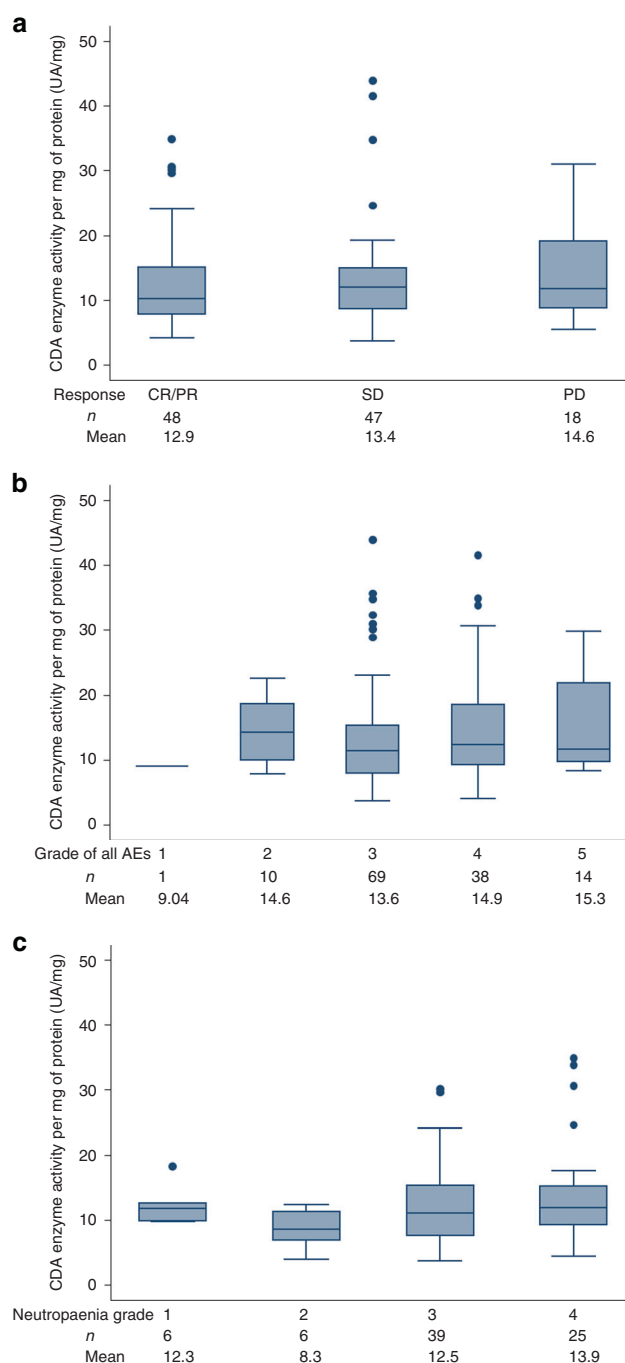 a
CDA enzyme activity per mg of protein (UA/mg)
50
40
30
20
10
0
Response CR/PR SD PD
n 48 47 18
Mean 12.9 13.4 14.6
b
CDA enzyme activity per mg of protein (UA/mg)
50
40
30
20
10
0
Grade of all AEs 1 2 3 4 5
n 1 10 69 38 14
Mean 9.04 14.6 13.6 14.9 15.3
c
CDA enzyme activity per mg of protein (UA/mg)
50
40
30
20
10
0
Neutropaenia grade 1 2 3 4
n 6 6 39 25
Mean 12.3 8.3 12.5 13.9